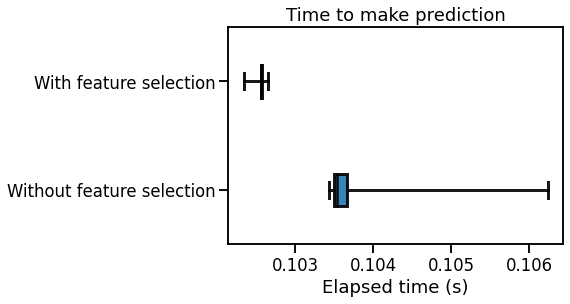 Time to make prediction
With feature selection
Without feature selection
0.103 0.104 0.105 0.106
Elapsed time (s)